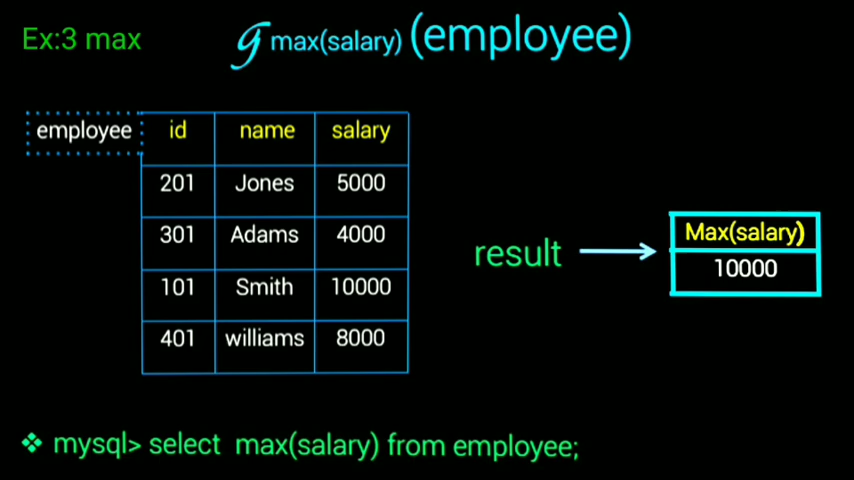 Ex:3 max
𝒢 max(salary) (employee)
employee id name salary
201 Jones 5000
301 Adams 4000
101 Smith 10000
401 williams 8000
result
Max(salary)
10000
❖ mysql> select max(salary) from employee;